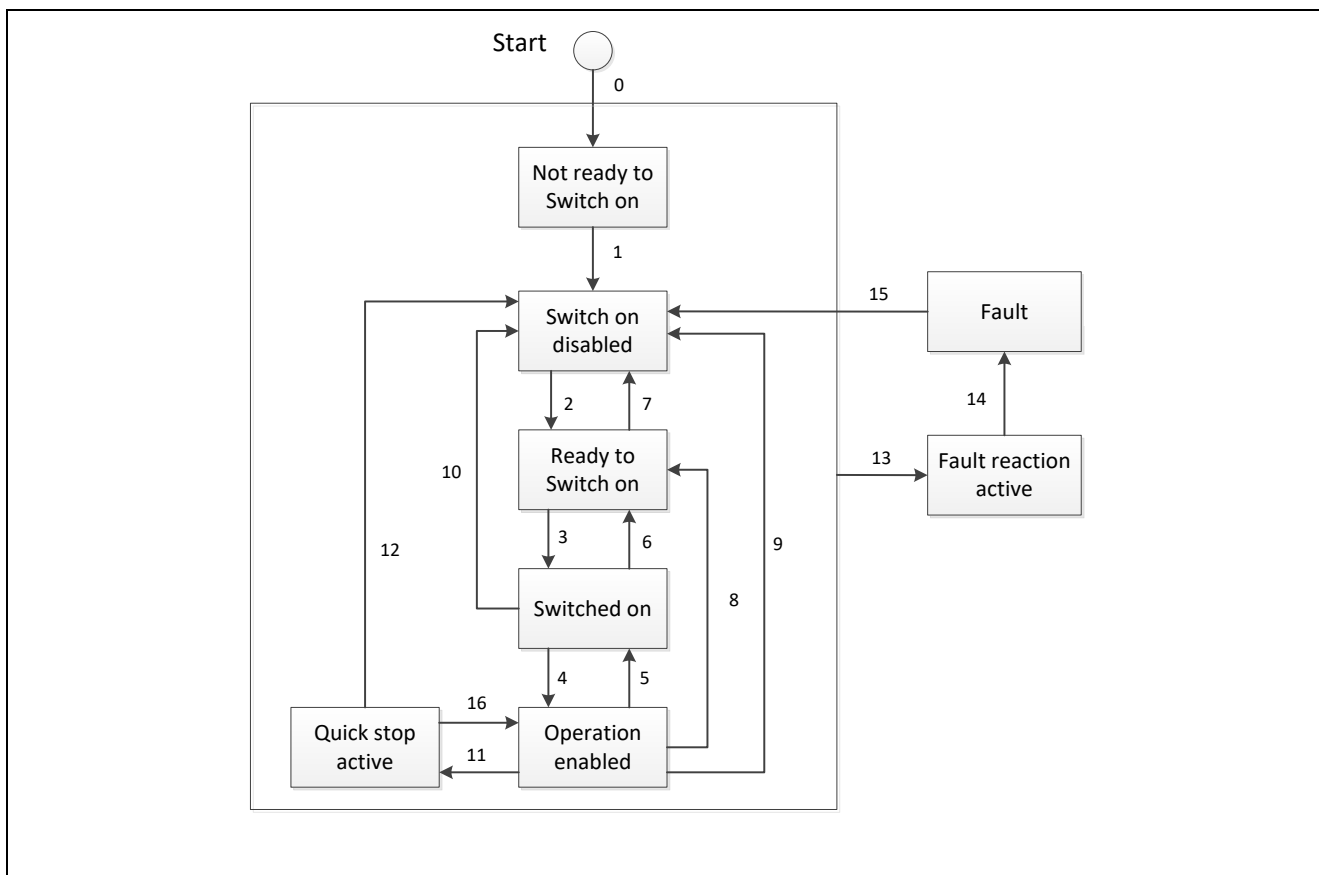 Start
0
Not ready to
Switch on
1
Switch on
disabled
15
Fault
2
7
14
10
Ready to
Switch on
13
Fault reaction
active
3
6
12
9
8
Switched on
4
5
16
Quick stop
active
11
Operation
enabled